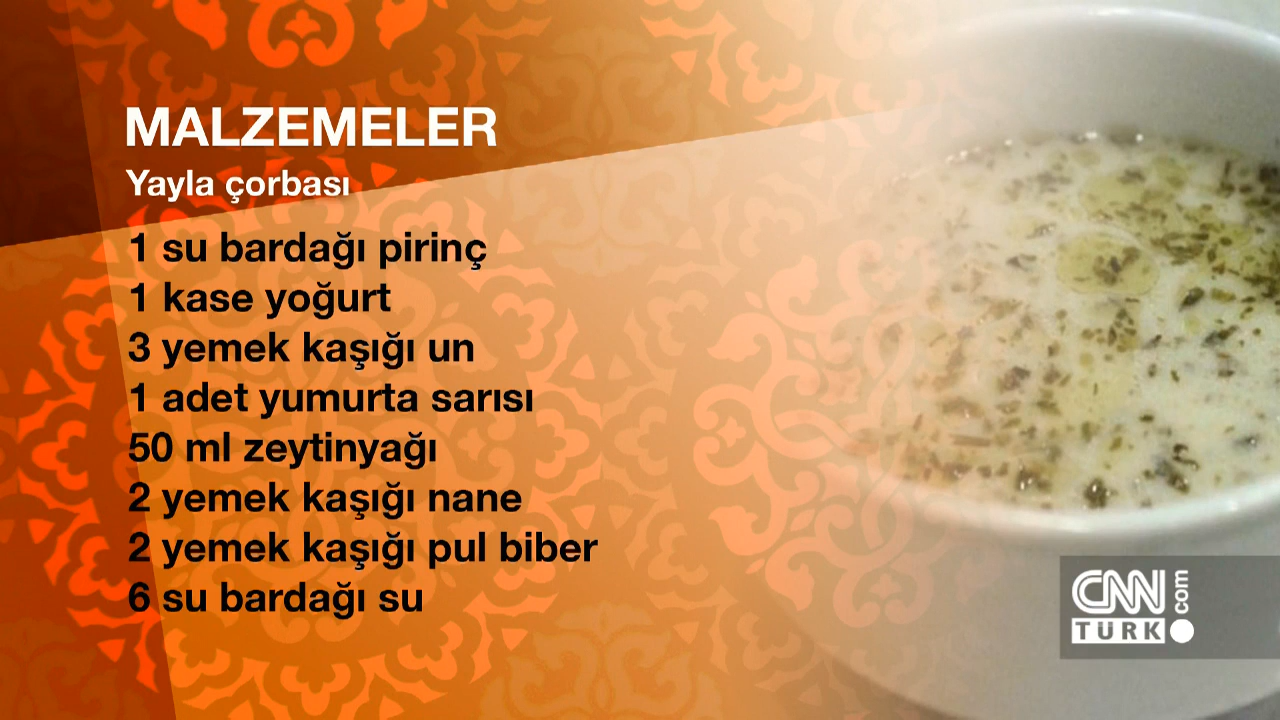 MALZEMELER
Yayla çorbası
1 su bardağı pirinç
1 kase yoğurt
3 yemek kaşığı un
1 adet yumurta sarısı
50 ml zeytinyağı
2 yemek kaşığı nane
2 yemek kaşığı pul biber
6 su bardağı su
CNN
TURK
.com